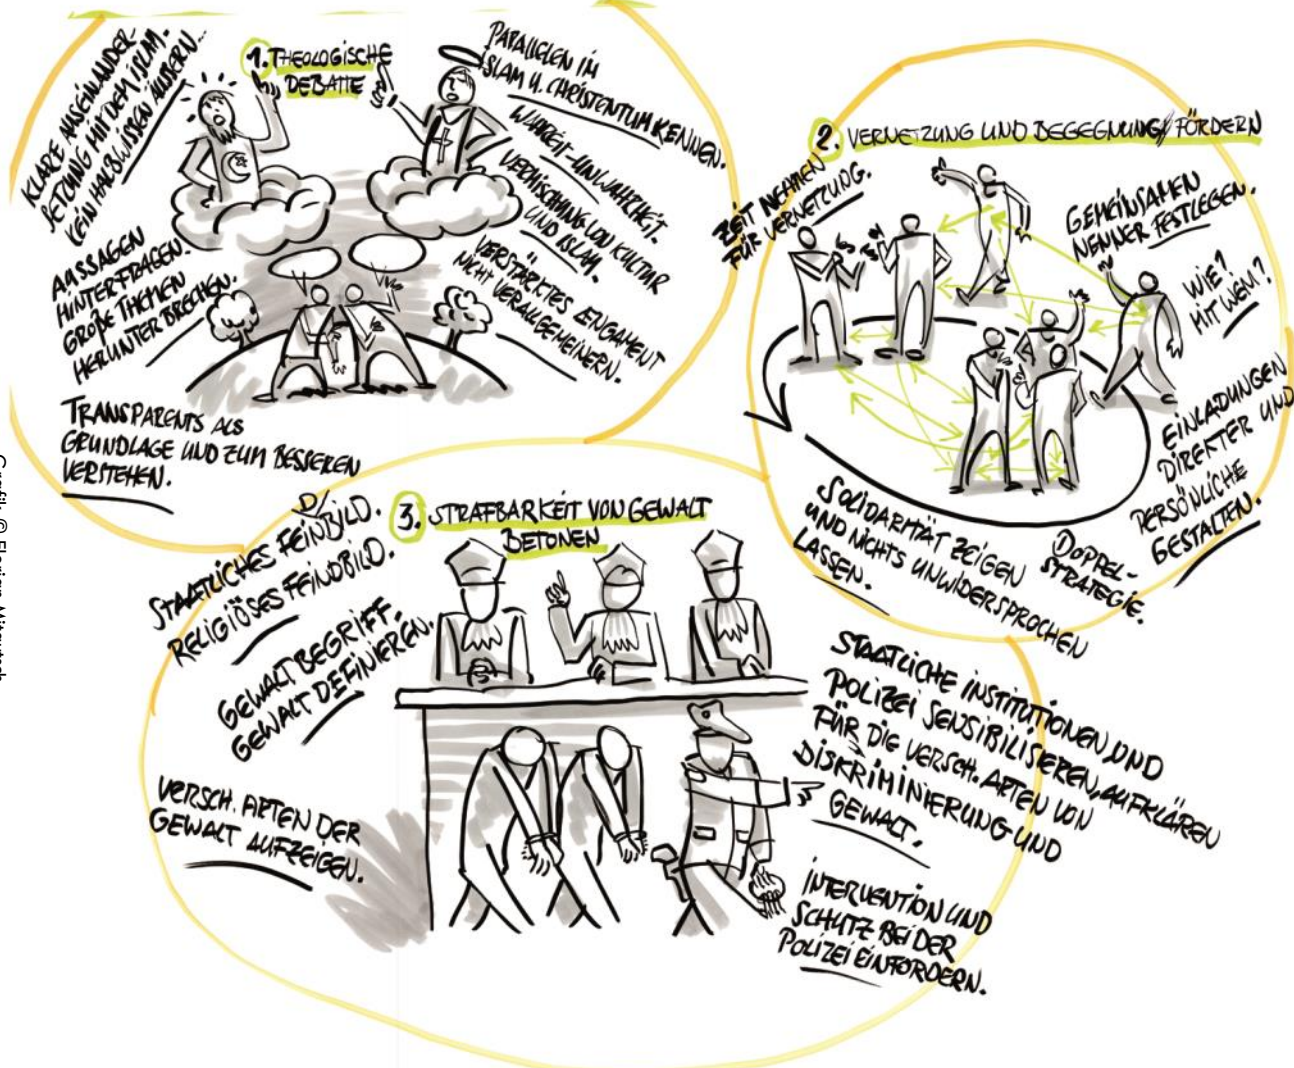 1. THEOLOGISCHE
DEBATTE
KLARE AUSEINANDER-
SETZUNG MIT DEM ISLAM.
KEIN HALBWISSEN ÄUSSERN...
AUSSAGEN
HINTERFRAGEN.
GROßE THEMEN
HERUNTERBRECHEN.
TRANSPARENTS ALS
GRUNDLAGE UND ZUM BESSEREN
VERSTEHEN.
PARALLELEN IM
ISLAM U. CHRISTENTUM KENNEN.
WAHRHEIT-UNWAHRHEIT.
VERMISCHUNG VON KULTUR
UND ISLAM.
VERSTÄRKTES ENGAMENT
NICHT VERALLGEMEINERN.
2. VERNETZUNG UND BEGEGNUNG FÖRDERN
ZEIT NEHMEN
FÜR VERNETZUNG.
GEMEINSAMEN
NENNER FESTLEGEN.
WIE?
MIT WEM?
EINLADUNGEN
DIREKTER UND
PERSÖNLICHE
GESTALTEN.
DOPPEL-
STRATEGIE.
SOLIDARITÄT ZEIGEN
UND NICHTS UNWIDERSPROCHEN
LASSEN.
3. STRAFBARKEIT VON GEWALT
BETONEN
STAATLICHES FEINDBILD.
RELIGIÖSES FEINDBILD.
GEWALTBEGRIFF-
GEWALT DEFINIEREN.
VERSCH. ARTEN DER
GEWALT AUFZEIGEN.
STAATLICHE INSTITUTIONEN UND
POLIZEI SENSIBILISIEREN, AUFKLÄREN
FÜR DIE VERSCH. ARTEN VON
DISKRIMINIERUNG UND
GEWALT.
INTERVENTION UND
SCHUTZ BEI DER
POLIZEI EINFORDERN.